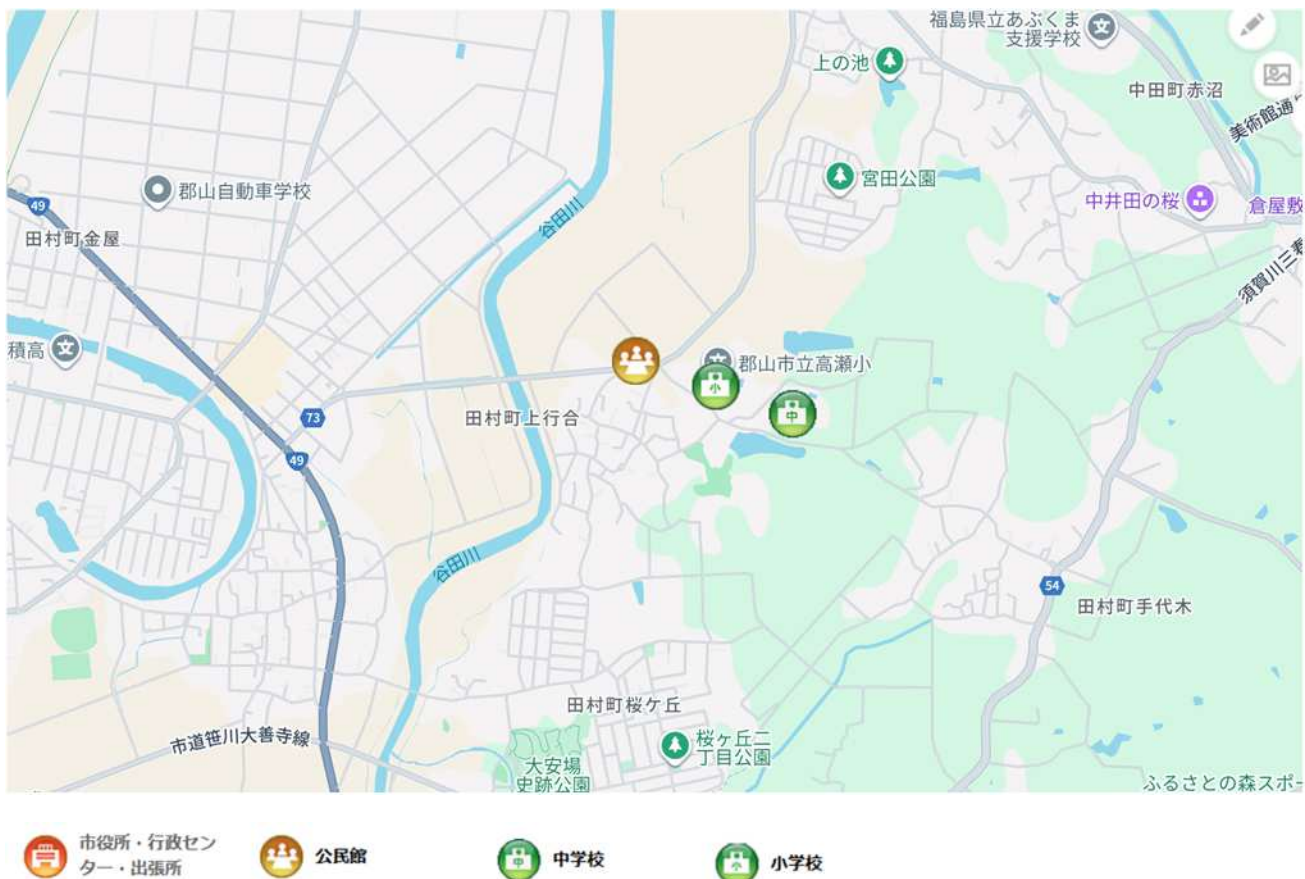 福島県立あぶくま
支援学校
上の池
中田町赤沼
美術館通り
郡山自動車学校
宮田公園
中井田の桜
倉屋敷
49
田村町金屋
谷田川
須賀川三春
積高
郡山市立高瀬小
小
73
田村町上行合
中
49
谷田川
54
田村町手代木
田村町桜ケ丘
市道笹川大善寺線
桜ヶ丘二
丁目公園
大安場
史跡公園
ふるさとの森スポー
市役所・行政セン
ター・出張所
公民館
中
中学校
小
小学校